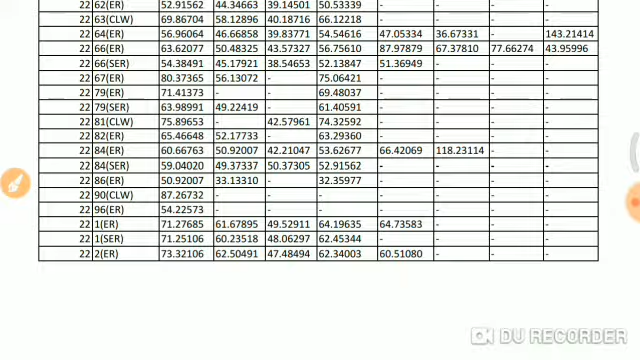 22 62(ER) 52.91562 44.34663 39.14501 50.53339 - - - -
22 63(CLW) 69.86704 58.12896 40.18716 66.12218 - - - -
22 64(ER) 56.96064 46.66858 39.83771 54.54616 47.05334 36.67331 - 143.21414
22 66(ER) 63.62077 50.48325 43.57327 56.75610 87.97879 67.37810 77.66274 43.95996
22 66(SER) 54.38491 45.17921 38.54653 52.13847 51.36949 - - -
22 67(ER) 80.37365 56.13072 - 75.06421 - - - -
22 79(ER) 71.41373 - - 69.48037 - - - -
22 79(SER) 63.98991 49.22419 - 61.40591 - - - -
22 81(CLW) 75.89653 - 42.57961 74.32592 - - - -
22 82(ER) 65.46648 52.17733 - 63.29360 - - - -
22 84(ER) 60.66763 50.92007 42.21047 53.62677 66.42069 118.23114 - -
22 84(SER) 59.04020 49.37337 50.37305 52.91562 - - - -
22 86(ER) 50.92007 33.13310 - 32.35977 - - - -
22 90(CLW) 87.26732 - - - - - - -
22 96(ER) 54.22573 - - - - - - -
22 1(ER) 71.27685 61.67895 49.52911 64.19635 64.73583 - - -
22 1(SER) 71.25106 60.23518 48.06297 62.45344 - - - -
22 2(ER) 73.32106 62.50491 47.48494 62.34003 60.51080 - - -
DU RECORDER